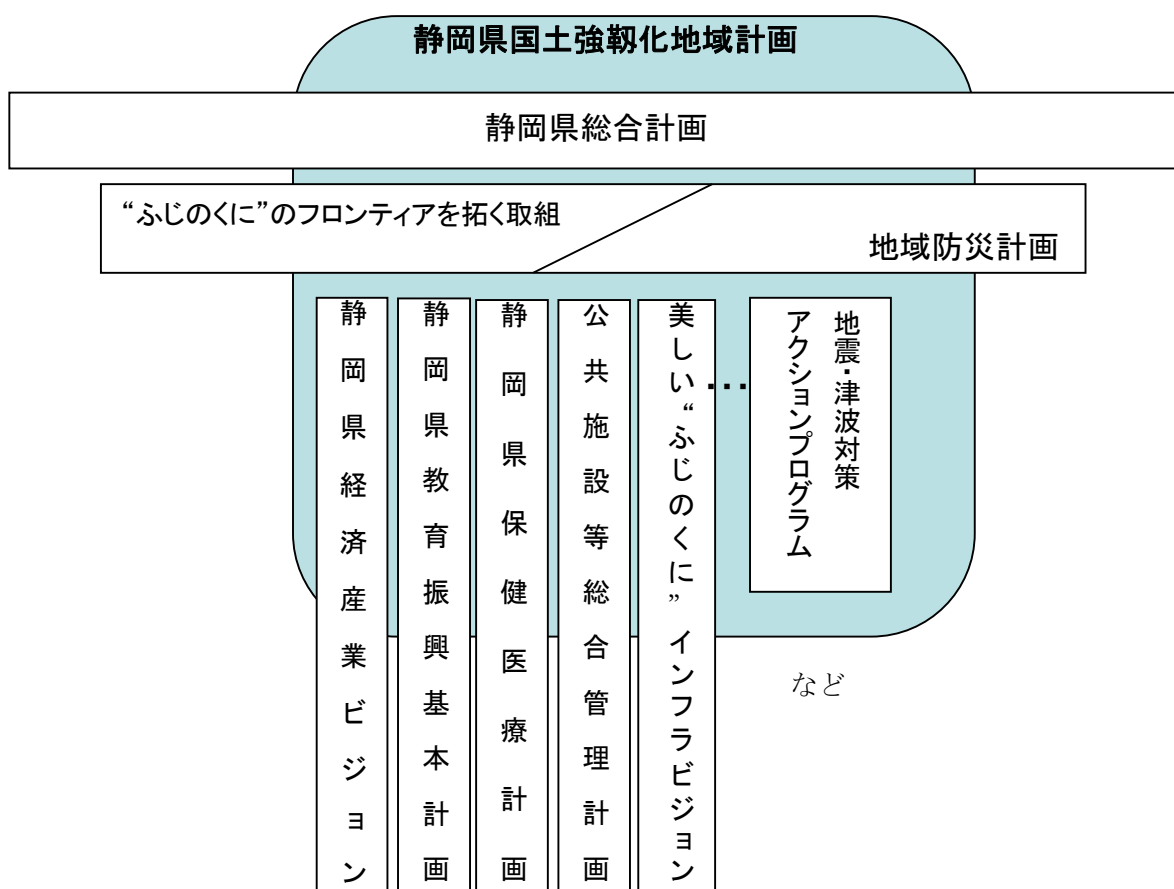 静岡県国土強靱化地域計画
静岡県総合計画
“ふじのくに”のフロンティアを拓く取組
地域防災計画
静岡県経済産業ビジョン
静岡県教育振興基本計画
静岡県保健医療計画
公共施設等総合管理計画
美しい“ふじのくに”インフラビジョン
…
地震・津波対策
アクションプログラム
など